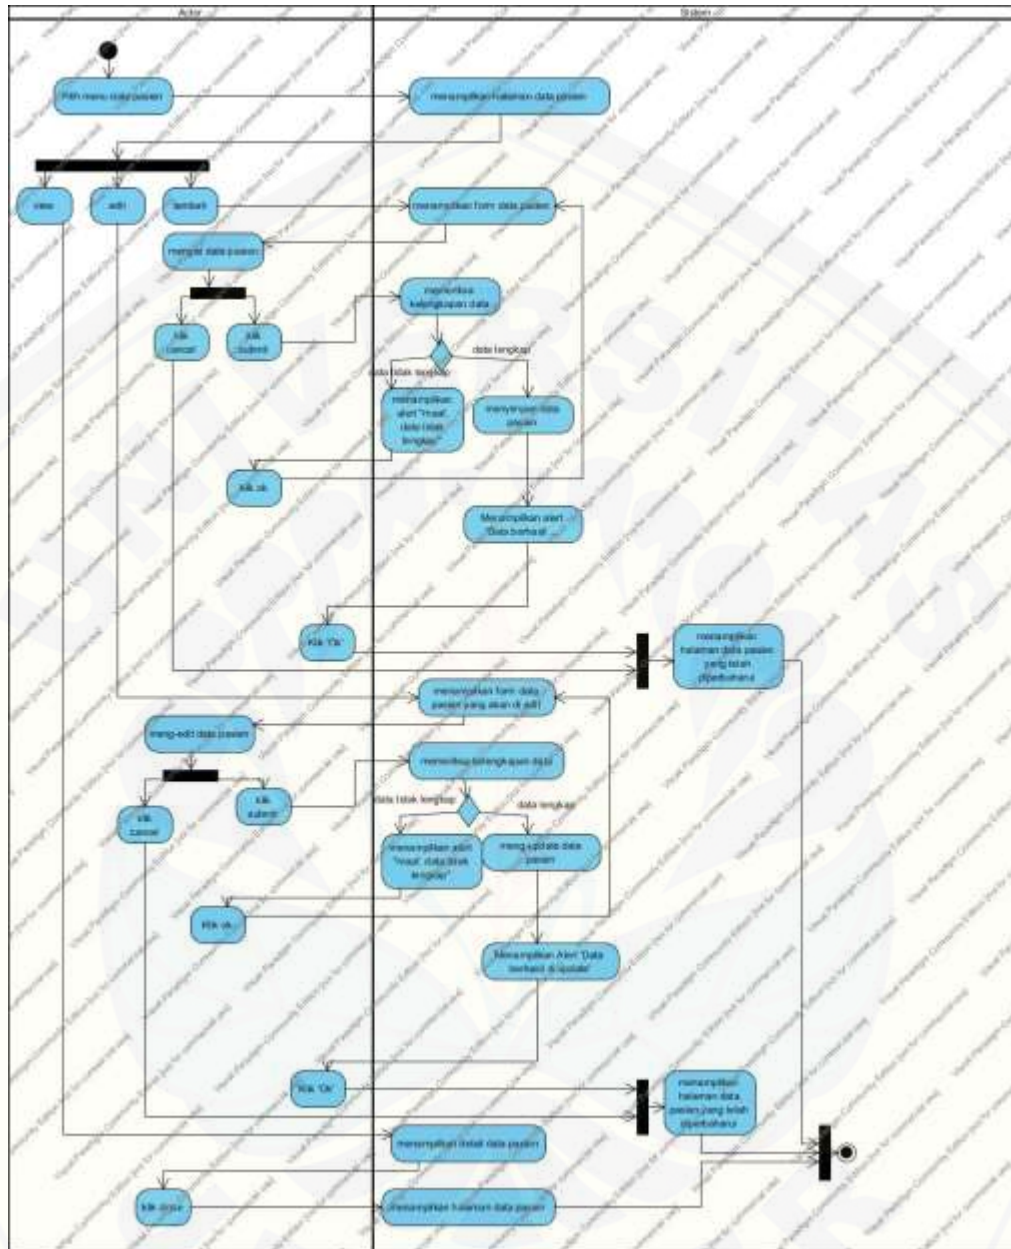 Actor
Sistem
Pilih menu data pasien
menampilkan halaman data pasien
view
edit
tambah
menampilkan form data pasien
mengisi data pasien
memeriksa
kelengkapan data
klik
cancel
klik
submit
data lengkap
data tidak lengkap
menampilkan
alert "maaf,
data tidak
lengkap"
menyimpan data
pasien
Klik ok
Menampilkan alert
"Data berhasil
Klik 'Ok'
menampilkan
halaman data pasien
yang telah
diperbaharui
menampilkan form data
pasien yang akan di edit
meng-edit data pasien
memeriksa kelengkapan data
klik
submit
klik
cancel
data tidak lengkap
data lengkap
menampilkan alert
"maaf, data tidak
lengkap"
meng-update data
pasien
Klik ok
Menampilkan Alert 'Data
berhasil di update'
Klik 'Ok'
menampilkan
halaman data
pasien yang telah
diperbaharui
menampilkan detail data pasien
klik close
menampilkan halaman data pasien
UNIVERSITAS